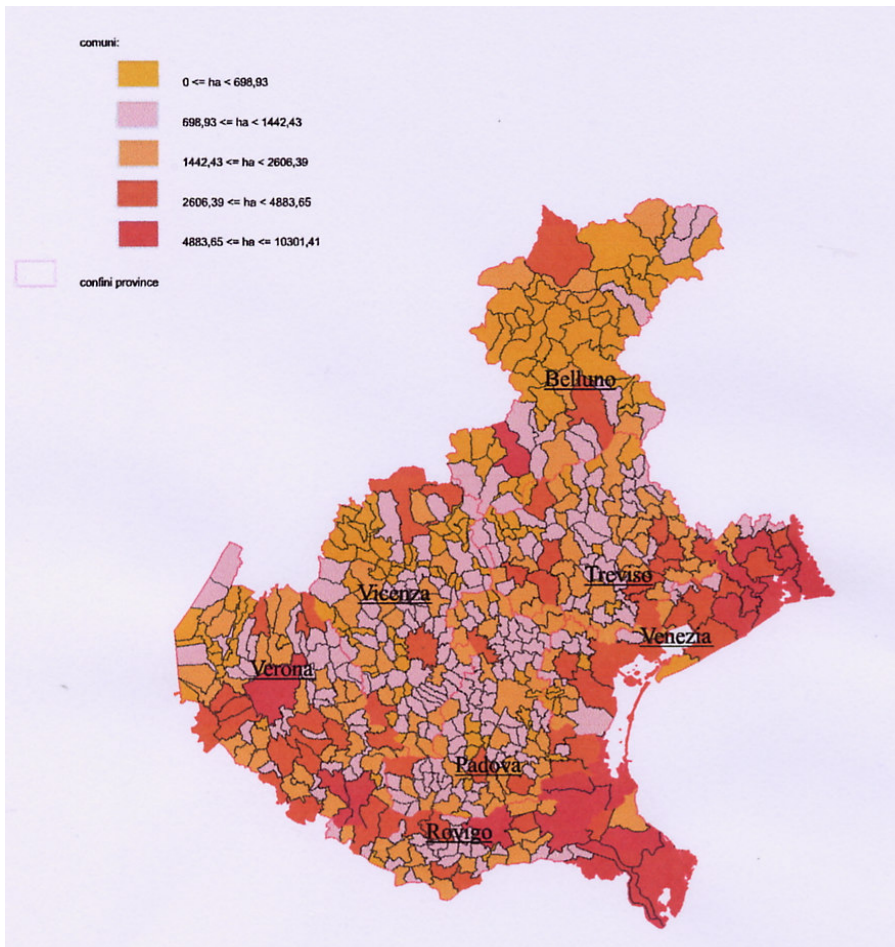 comuni:
0 <= ha < 698,93
698,93 <= ha < 1442,43
1442,43 <= ha < 2606,39
2606,39 <= ha < 4883,65
4883,65 <= ha <= 10301,41
confini province
Belluno
Vicenza
Treviso
Venezia
Verona
Padova
Rovigo